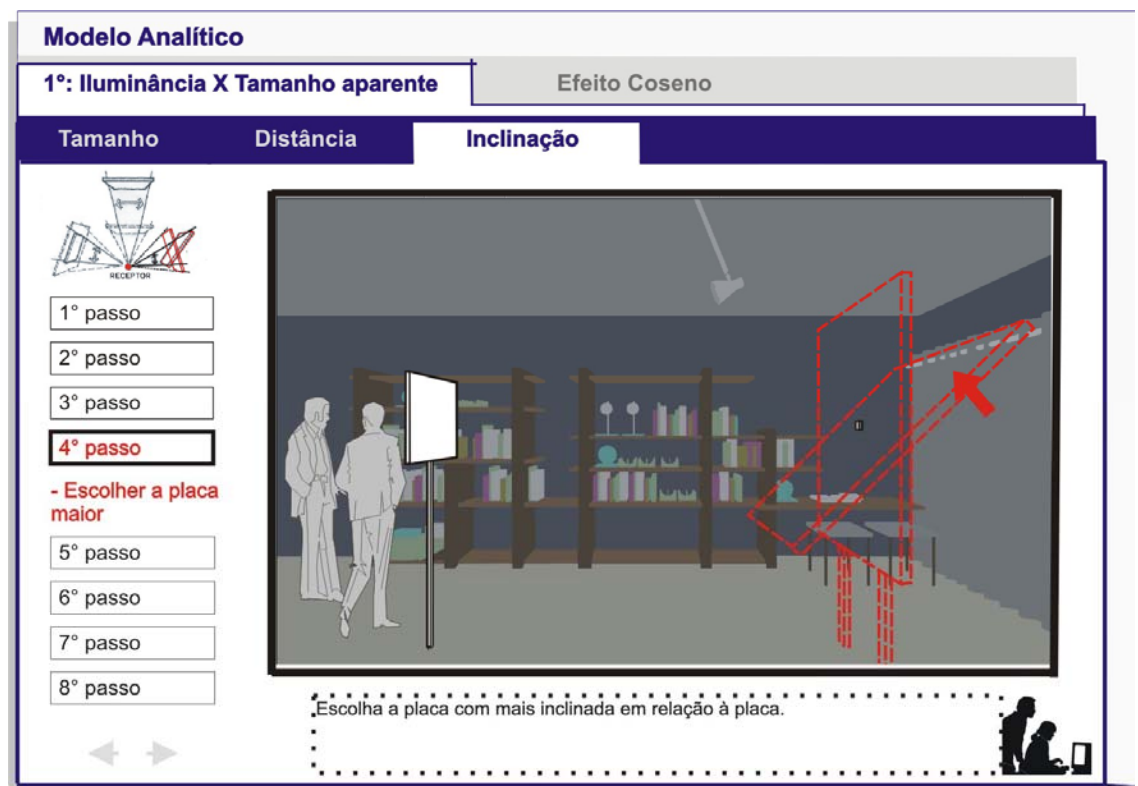 Modelo Analítico
1°: Iluminância X Tamanho aparente
Efeito Coseno
Tamanho
Distância
Inclinação
RECEPTOR
1° passo
2° passo
3° passo
4° passo
- Escolher a placa
maior
5° passo
6° passo
7° passo
8° passo
Escolha a placa com mais inclinada em relação à placa.